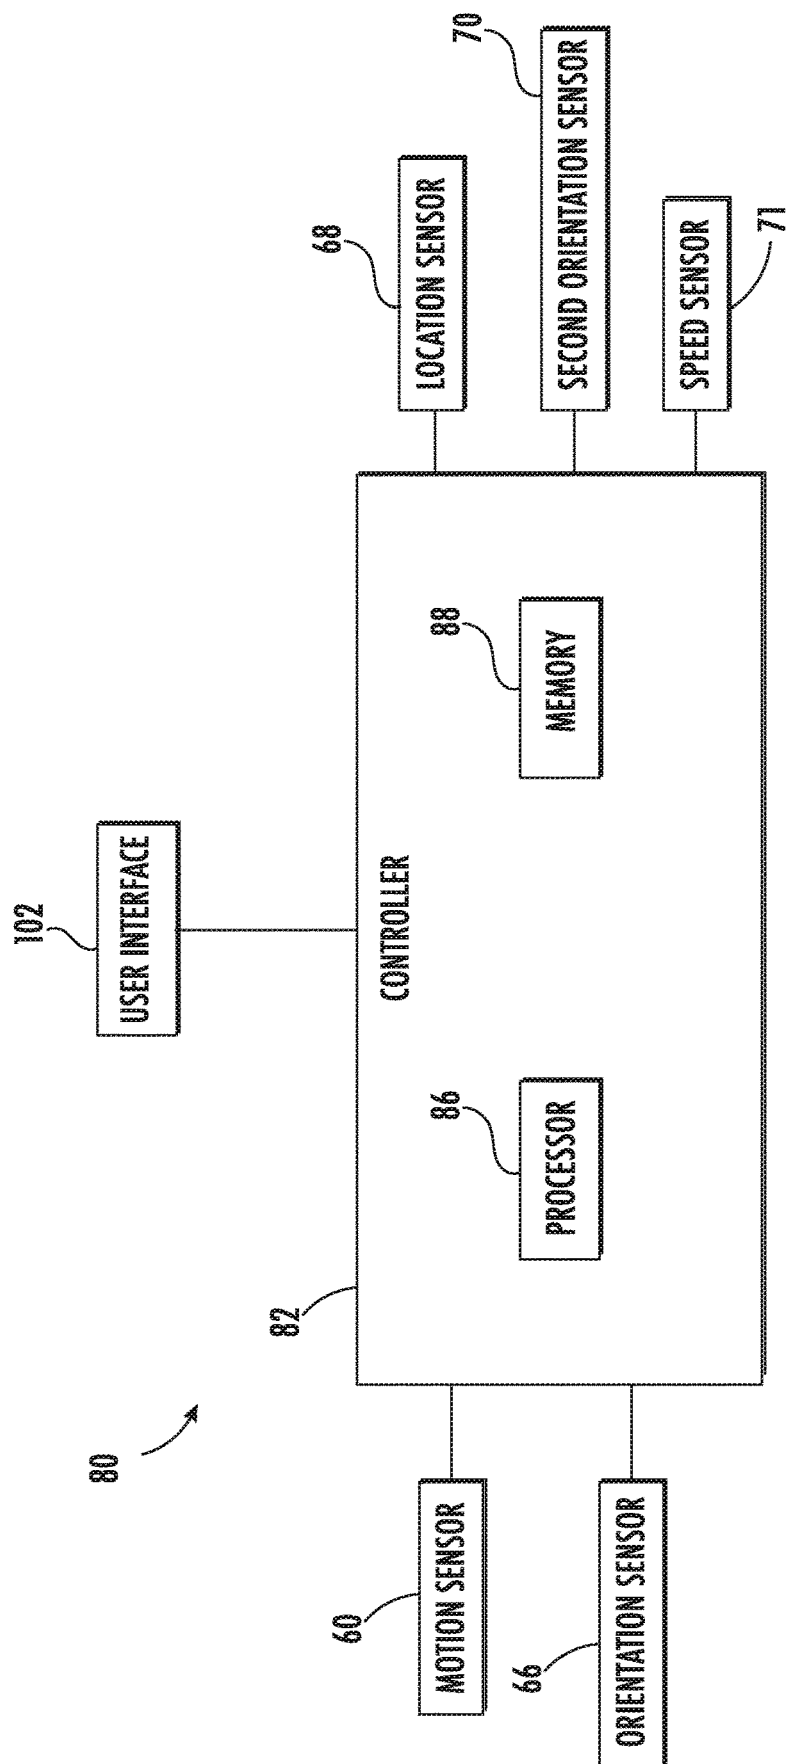 80
102
USER INTERFACE
82
CONTROLLER
60
MOTION SENSOR
66
ORIENTATION SENSOR
86
PROCESSOR
88
MEMORY
68
LOCATION SENSOR
70
SECOND ORIENTATION SENSOR
SPEED SENSOR
71